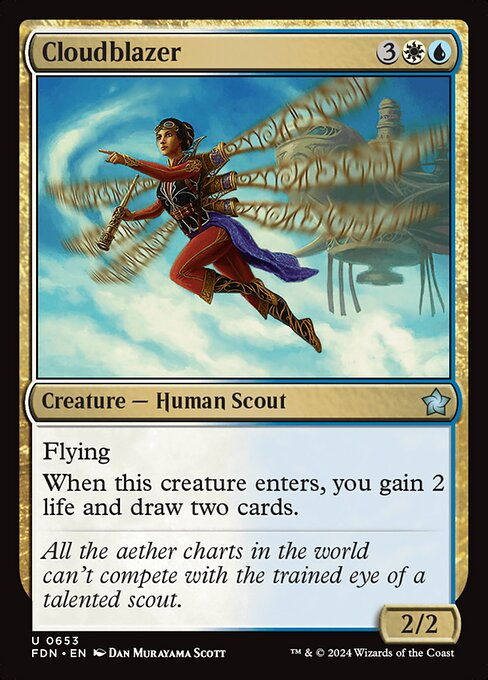 Cloudblazer 3
Creature — Human Scout
Flying
When this creature enters, you gain 2
life and draw two cards.
All the aether charts in the world
can't compete with the trained eye of a
talented scout.
2/2
U 0653
FDN • EN Dan Murayama Scott
™ & © 2024 Wizards of the Coast